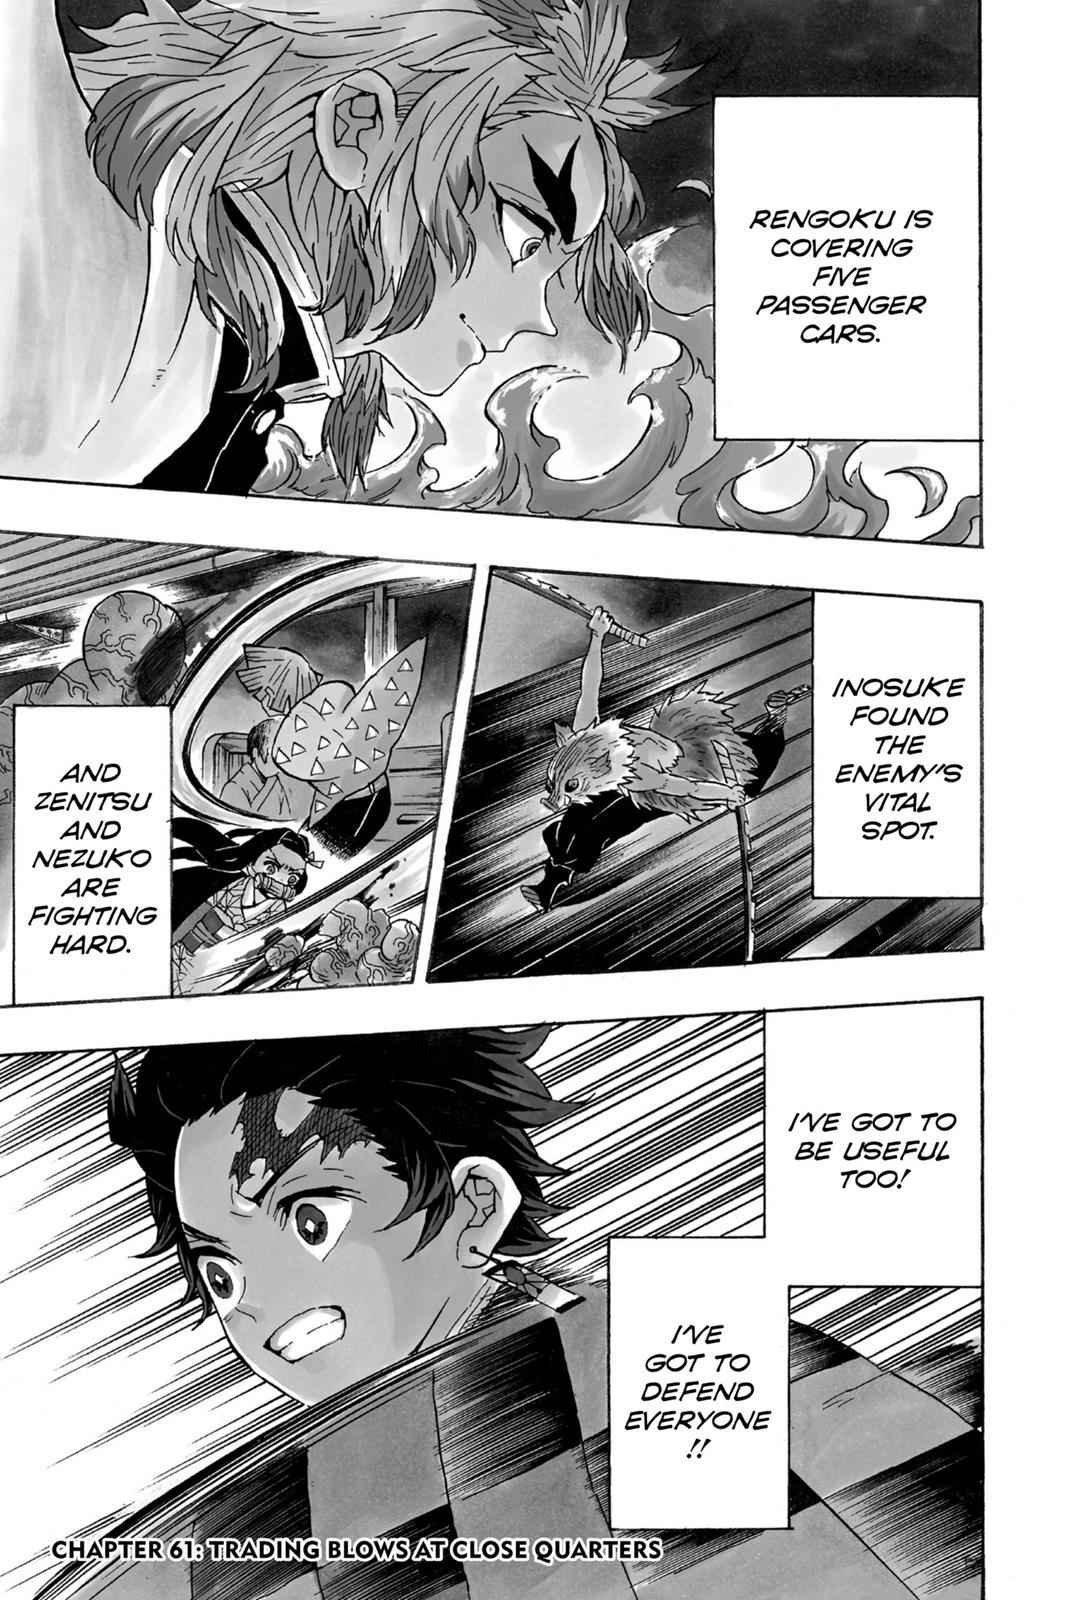 RENGOKU IS
COVERING
FIVE
PASSENGER
CARS.
INOSUKE
FOUND
THE
ENEMY'S
VITAL
SPOT.
AND
ZENITSU
AND
NEZUKO
ARE
FIGHTING
HARD.
I'VE GOT TO
BE USEFUL
TOO!
I'VE
GOT TO
DEFEND
EVERYONE
!!
CHAPTER 61: TRADING BLOWS AT CLOSE QUARTERS